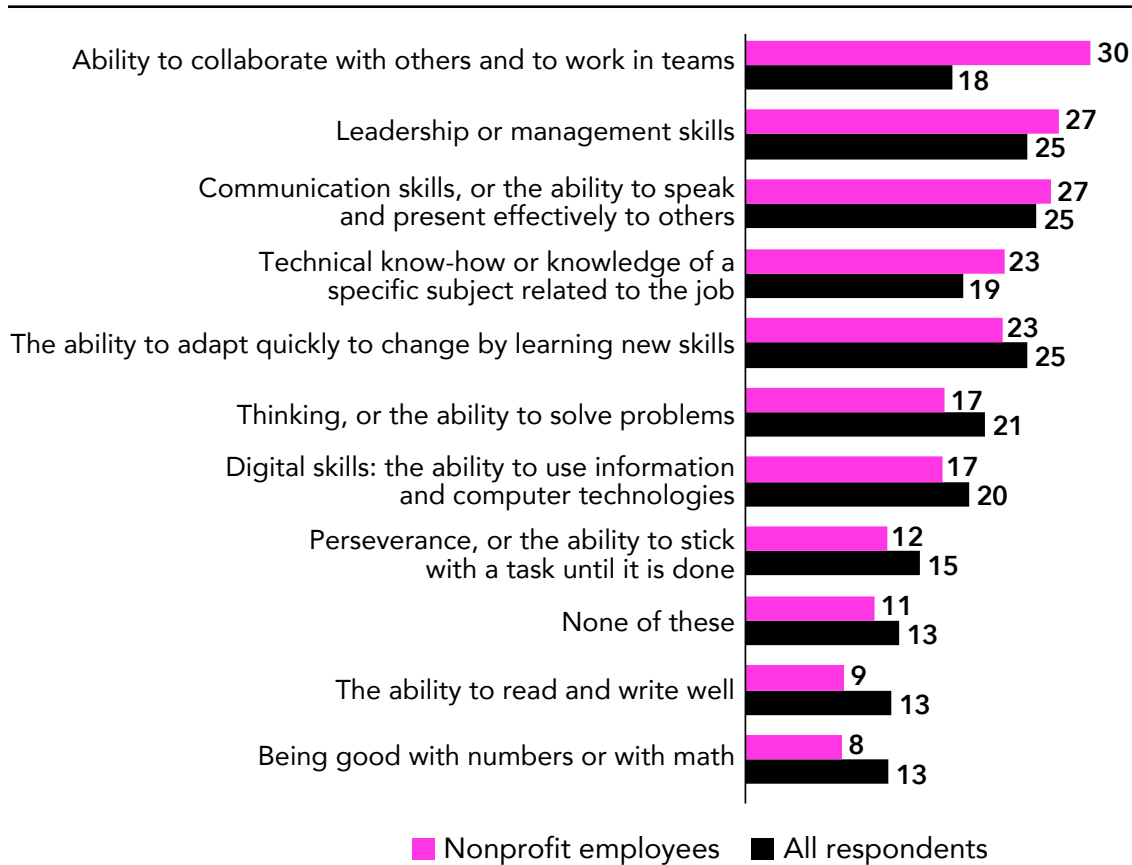 Ability to collaborate with others and to work in teams
30
18
Leadership or management skills
27
25
Communication skills, or the ability to speak
and present effectively to others
27
25
Technical know-how or knowledge of a
specific subject related to the job
23
19
The ability to adapt quickly to change by learning new skills
23
25
Thinking, or the ability to solve problems
17
21
Digital skills: the ability to use information
and computer technologies
17
20
Perseverance, or the ability to stick
with a task until it is done
12
15
None of these
11
13
The ability to read and write well
9
13
Being good with numbers or with math
8
13
Nonprofit employees All respondents